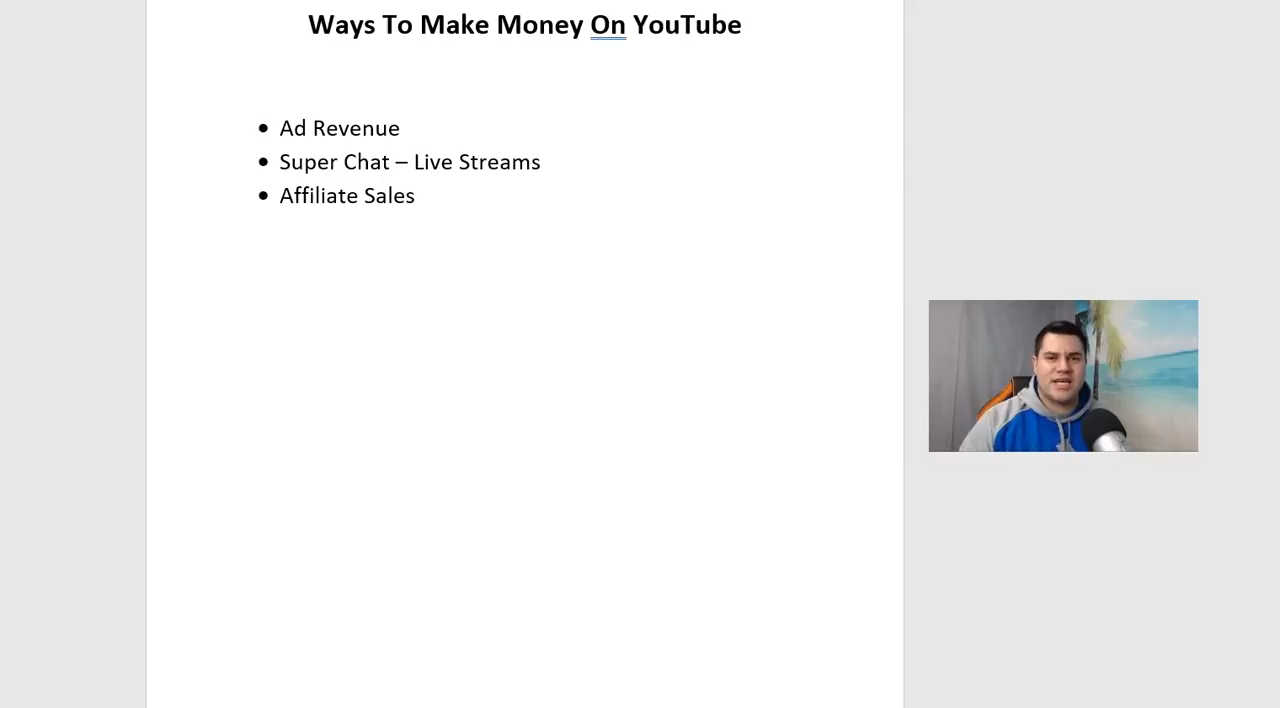 Ways To Make Money On YouTube
• Ad Revenue
• Super Chat – Live Streams
• Affiliate Sales